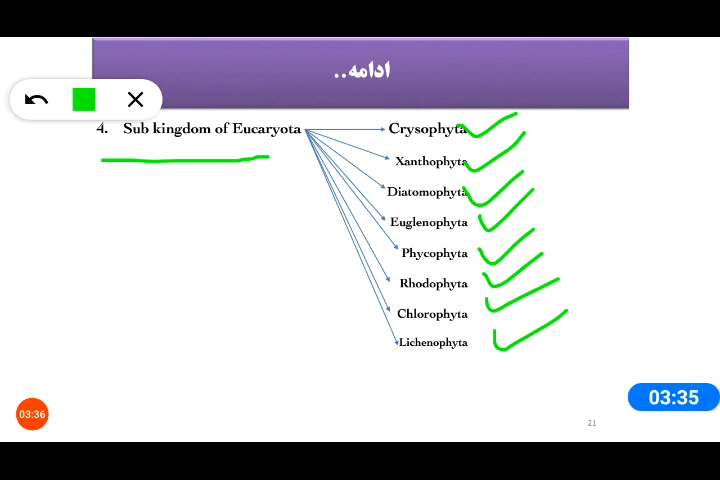 ادامه..
4. Sub kingdom of Eucaryota
Crysophyta
Xanthophyta
Diatomophyta
Euglenophyta
Phycophyta
Rhodophyta
Chlorophyta
Lichenophyta
03:35
03:36
21